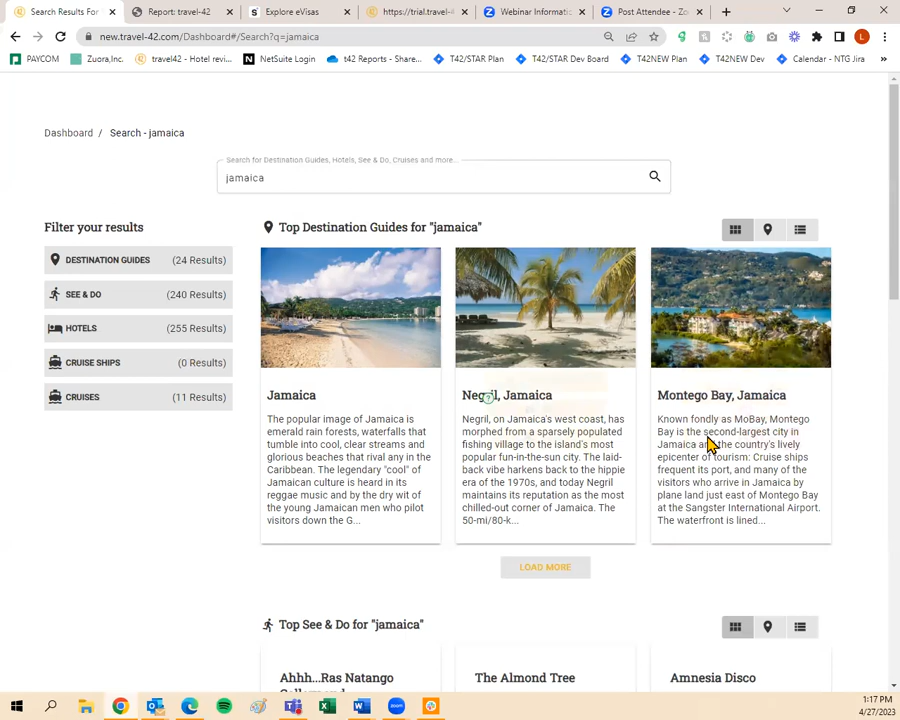 Search Results For
Report: travel-42
Explore eVisas
https://trial.travel-4
Webinar Informatic
Post Attendee - Zo
new.travel-42.com/Dashboard#/Search?q=jamaica
L
PAYCOM
Zuora,Inc.
travel42 - Hotel revi...
NetSuite Login
t42 Reports - Share...
T42/STAR Plan
T42/STAR Dev Board
T42NEW Plan
T42NEW Dev
Calendar - NTG Jira
»
Dashboard / Search - jamaica
Search for Destination Guides, Hotels, See & Do, Cruises and more...
jamaica
Filter your results
DESTINATION GUIDES (24 Results)
SEE & DO (240 Results)
HOTELS (255 Results)
CRUISE SHIPS (0 Results)
CRUISES (11 Results)
Top Destination Guides for "jamaica"
Jamaica
The popular image of Jamaica is
emerald rain forests, waterfalls that
tumble into cool, clear streams and
glorious beaches that rival any in the
Caribbean. The legendary "cool" of
Jamaican culture is heard in its
reggae music and by the dry wit of
the young Jamaican men who pilot
visitors down the G...
Negril, Jamaica
Negril, on Jamaica's west coast, has
morphed from a sparsely populated
fishing village to the island's most
popular fun-in-the-sun city. The laid-
back vibe harkens back to the hippie
era of the 1970s, and today Negril
maintains its reputation as the most
chilled-out corner of Jamaica. The
50-mi/80-k...
Montego Bay, Jamaica
Known fondly as MoBay, Montego
Bay is the second-largest city in
Jamaica and the country's lively
epicenter of tourism: Cruise ships
frequent its port, and many of the
visitors who arrive in Jamaica by
plane land just east of Montego Bay
at the Sangster International Airport.
The waterfront is lined...
LOAD MORE
Top See & Do for "jamaica"
Ahhh...Ras Natango
The Almond Tree
Amnesia Disco
1:17 PM
4/27/2023